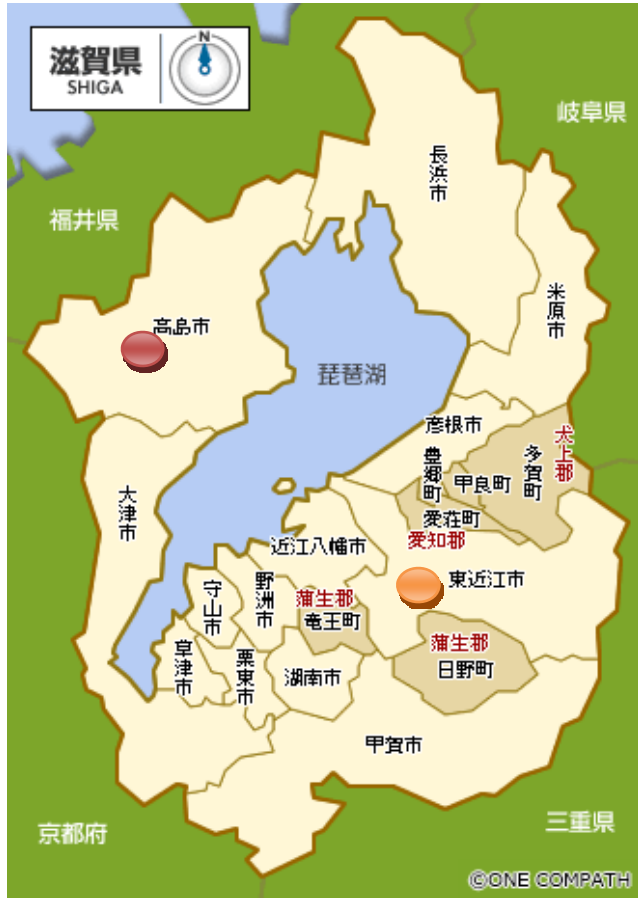 滋賀県
SHIGA
N
岐阜県
長浜市
福井県
米原市
高島市
琵琶湖
彦根市
犬上郡
多賀町
豊郷町
甲良町
大津市
愛荘町
愛知郡
近江八幡市
東近江市
野洲市
守山市
蒲生郡
竜王町
蒲生郡
日野町
草津市
栗東市
湖南市
甲賀市
京都府
三重県
©ONE COMPATH